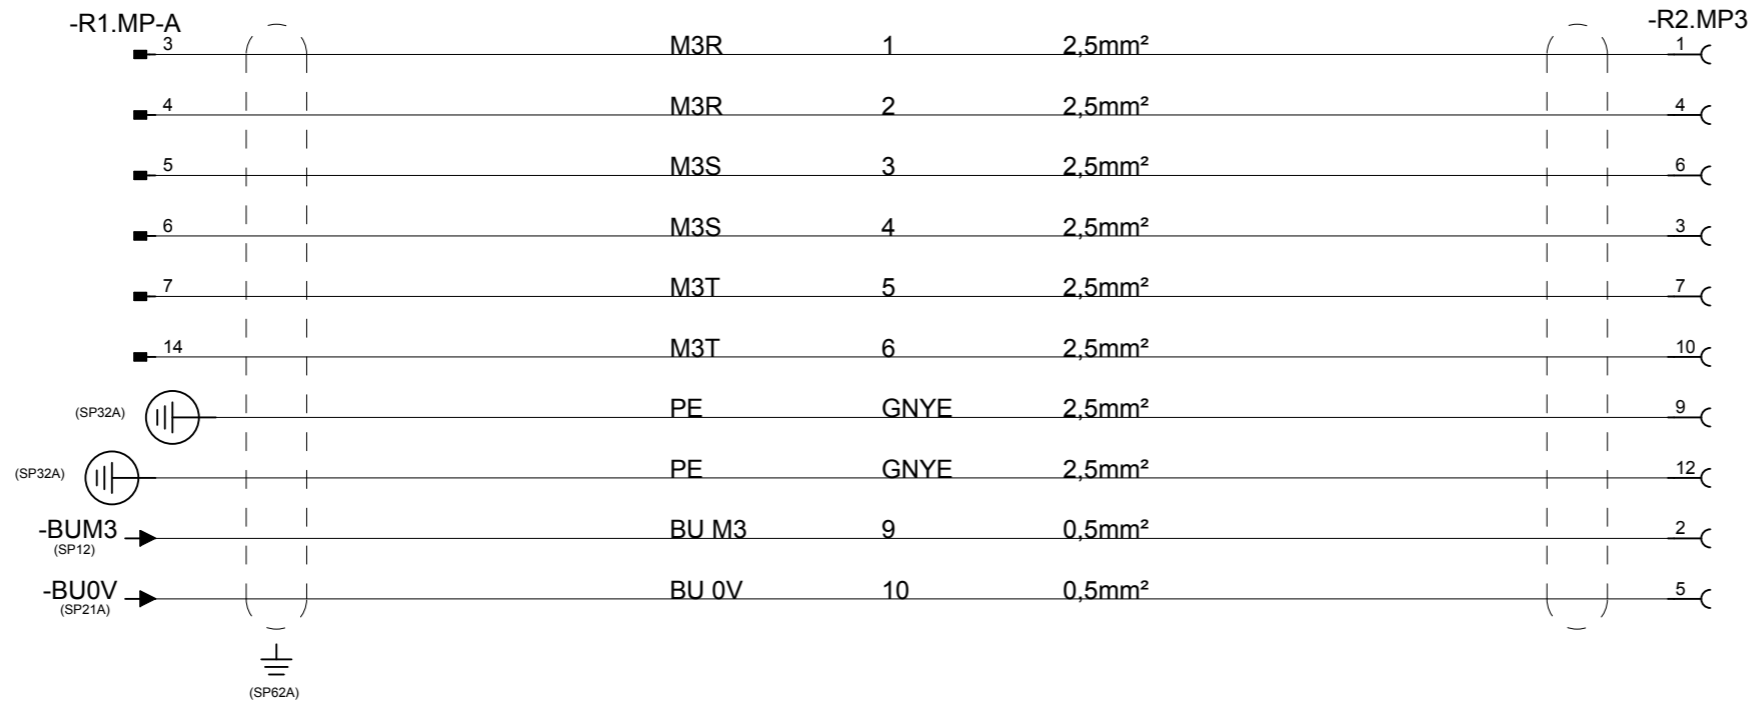 -R1.MP-A -R2.MP3
3 M3R 1 2,5mm² 1
4 M3R 2 2,5mm² 4
5 M3S 3 2,5mm² 6
6 M3S 4 2,5mm² 3
7 M3T 5 2,5mm² 7
14 M3T 6 2,5mm² 10
(SP32A) PE GNYE 2,5mm² 9
(SP32A) PE GNYE 2,5mm² 12
-BUM3 BU M3 9 0,5mm² 2
(SP12)
-BU0V BU 0V 10 0,5mm² 5
(SP21A)
(SP62A)